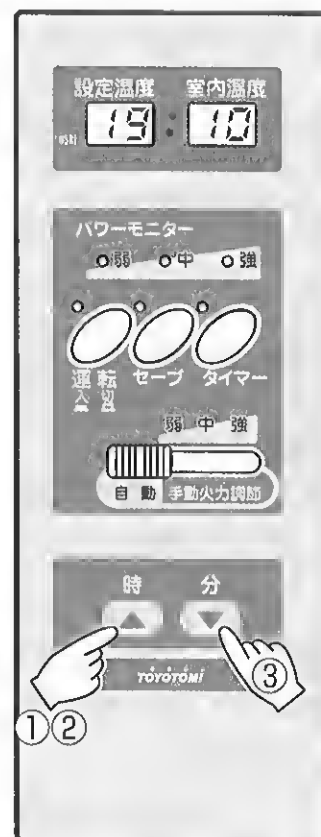 設定温度 室内温度
19 : 10
パワーモニター
弱 中 強
運転 セーブ タイマー
入 切
弱 中 強
自動 手動火力調節
時 分
▲ ▼
TOYOTOMI
①② ③